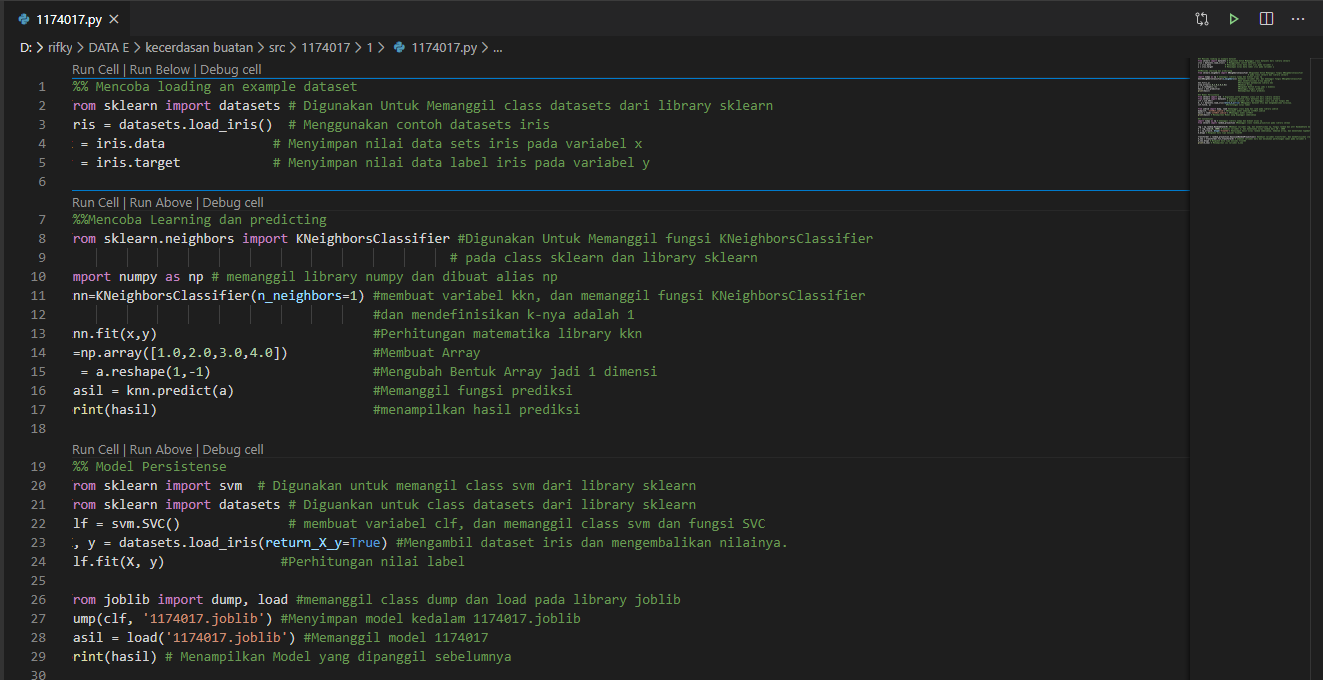 1174017.py
D: > rifky > DATA E > kecerdasan buatan > src > 1174017 > 1 > 1174017.py > ...
Run Cell | Run Below | Debug cell
1 %% Mencoba loading an example dataset
2 rom sklearn import datasets # Digunakan Untuk Memanggil class datasets dari library sklearn
3 ris = datasets.load_iris()  # Menggunakan contoh datasets iris
4 = iris.data # Menyimpan nilai data sets iris pada variabel x
5 = iris.target # Menyimpan nilai data label iris pada variabel y
6
Run Cell | Run Above | Debug cell
7 %%Mencoba Learning dan predicting
8 rom sklearn.neighbors import KNeighborsClassifier #Digunakan Untuk Memanggil fungsi KNeighborsClassifier
9 # pada class sklearn dan library sklearn
10 mport numpy as np # memanggil library numpy dan dibuat alias np
11 nn=KNeighborsClassifier(n_neighbors=1) #membuat variabel kkn, dan memanggil fungsi KNeighborsClassifier
12 #dan mendefinisikan k-nya adalah 1
13 nn.fit(x,y) #Perhitungan matematika library kkn
14 =np.array([1.0,2.0,3.0,4.0]) #Membuat Array
15 = a.reshape(1,-1) #Mengubah Bentuk Array jadi 1 dimensi
16 asil = knn.predict(a) #Memanggil fungsi prediksi
17 rint(hasil) #menampilkan hasil prediksi
18
Run Cell | Run Above | Debug cell
19 %% Model Persistense
20 rom sklearn import svm  # Digunakan untuk memangil class svm dari library sklearn
21 rom sklearn import datasets # Diguankan untuk class datasets dari library sklearn
22 lf = svm.SVC() # membuat variabel clf, dan memanggil class svm dan fungsi SVC
23 , y = datasets.load_iris(return_X_y=True) #Mengambil dataset iris dan mengembalikan nilainya.
24 lf.fit(X, y) #Perhitungan nilai label
25
26 rom joblib import dump, load #memanggil class dump dan load pada library joblib
27 ump(clf, '1174017.joblib') #Menyimpan model kedalam 1174017.joblib
28 asil = load('1174017.joblib') #Memanggil model 1174017
29 rint(hasil) # Menampilkan Model yang dipanggil sebelumnya
30